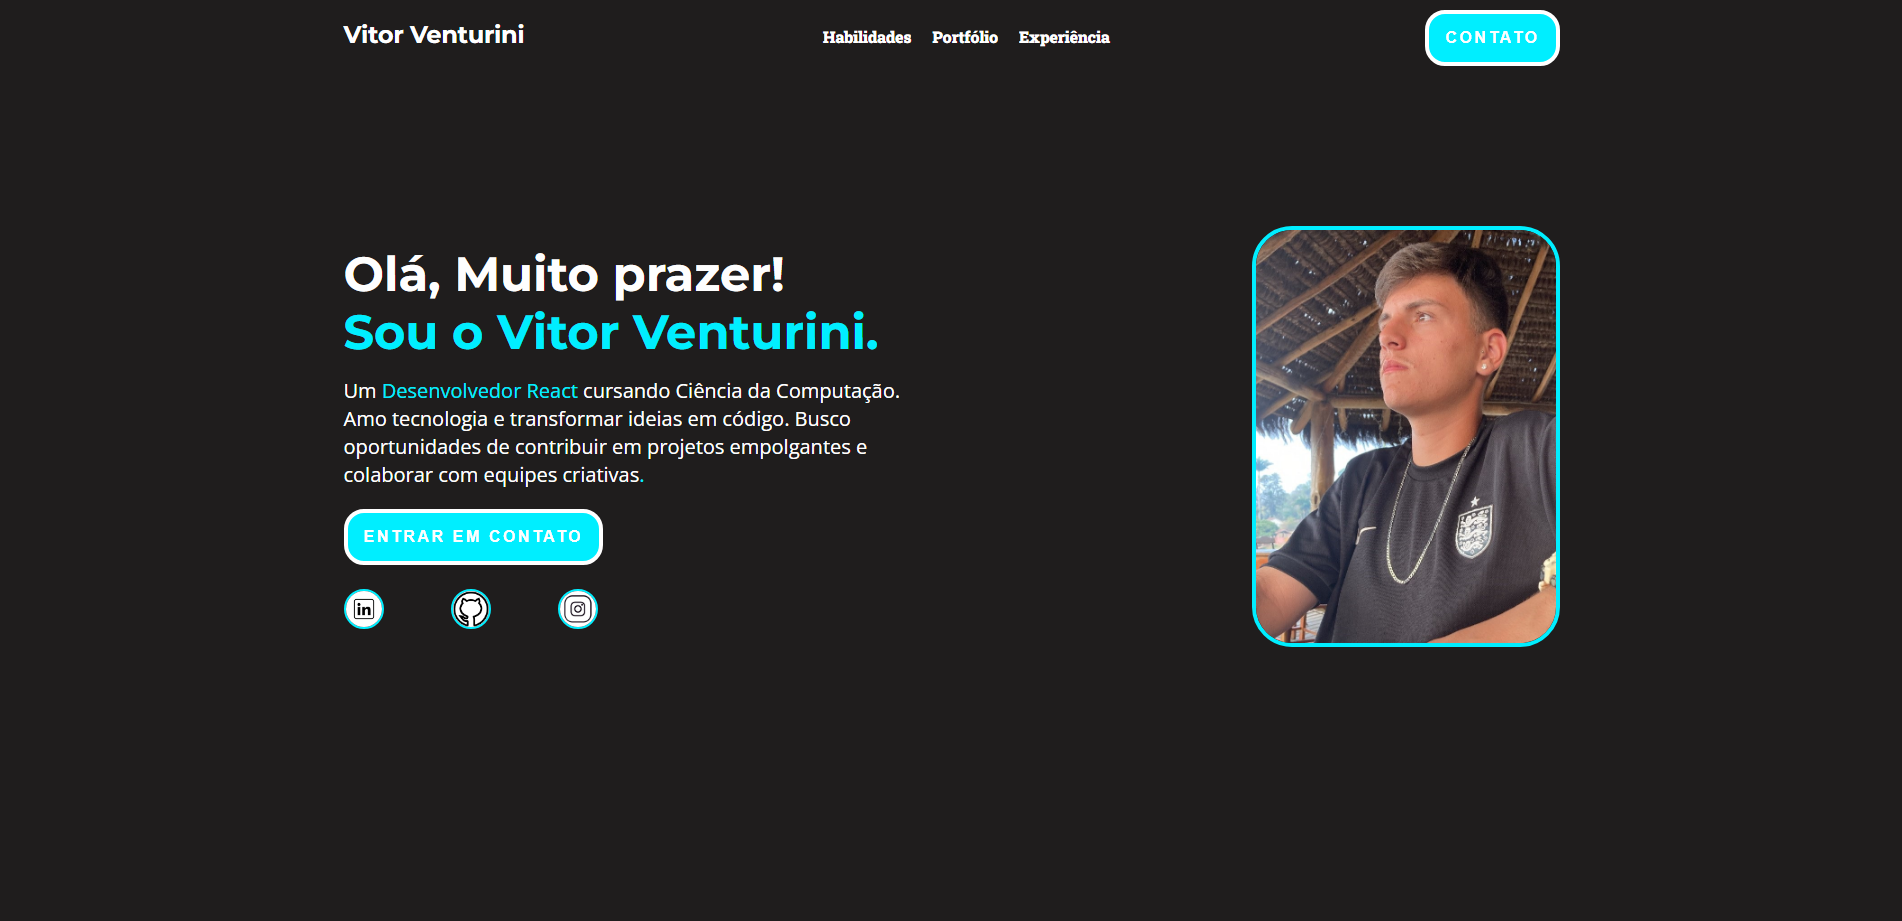 Vitor Venturini
Habilidades Portfólio Experiência
CONTATO
Olá, Muito prazer!
Sou o Vitor Venturini.
Um Desenvolvedor React cursando Ciência da Computação.
Amo tecnologia e transformar ideias em código. Busco
oportunidades de contribuir em projetos empolgantes e
colaborar com equipes criativas.
ENTRAR EM CONTATO
in